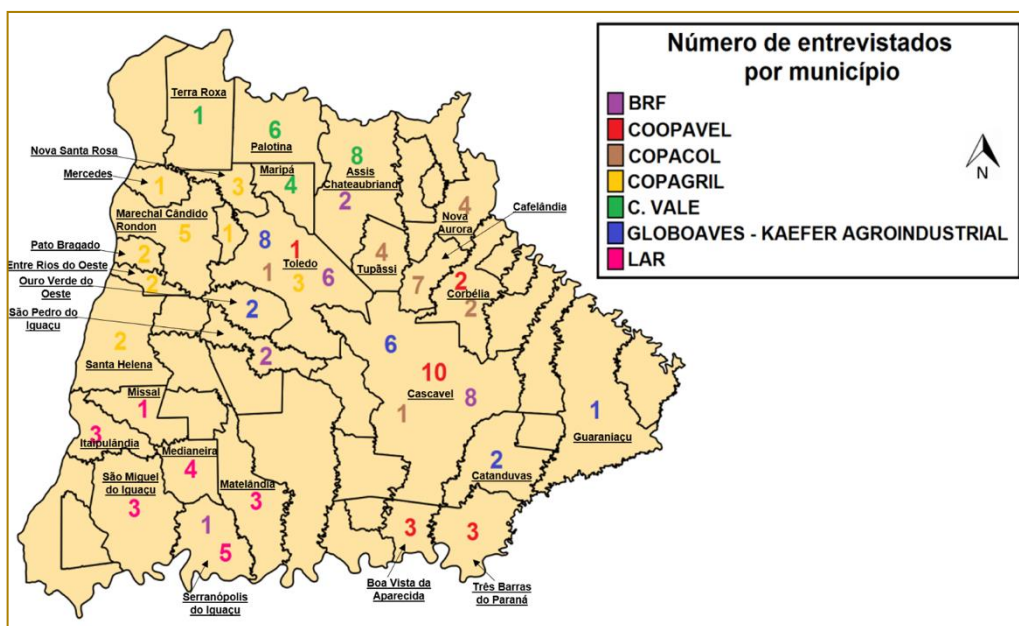 Número de entrevistados
por município
BRF
COOPAVEL
COPACOL
COPAGRIL
C. VALE
GLOBOAVES - KAEFER AGROINDUSTRIAL
LAR
N
Terra Roxa
1
6
Palotina
Nova Santa Rosa
3
Mercedes
1
Maripá
4
8
Assis
Chateaubriand
2
4
Nova
Aurora
Cafelândia
Marechal Cândido
Rondon
5
1
8
1
Toledo
1
3
6
4
Tupãssi
7
2
Corbélia
2
Pato Bragado
2
Entre Rios do Oeste
2
Ouro Verde do
Oeste
2
São Pedro do
Iguaçu
2
2
Santa Helena
6
10
Cascavel
8
1
1
Guaraniaçu
Missal
1
3
Itaipulândia
Medianeira
4
São Miguel
do Iguaçu
3
Matelândia
3
2
Catanduvas
1
5
Serranópolis
do Iguaçu
3
Boa Vista da
Aparecida
3
Três Barras
do Paraná